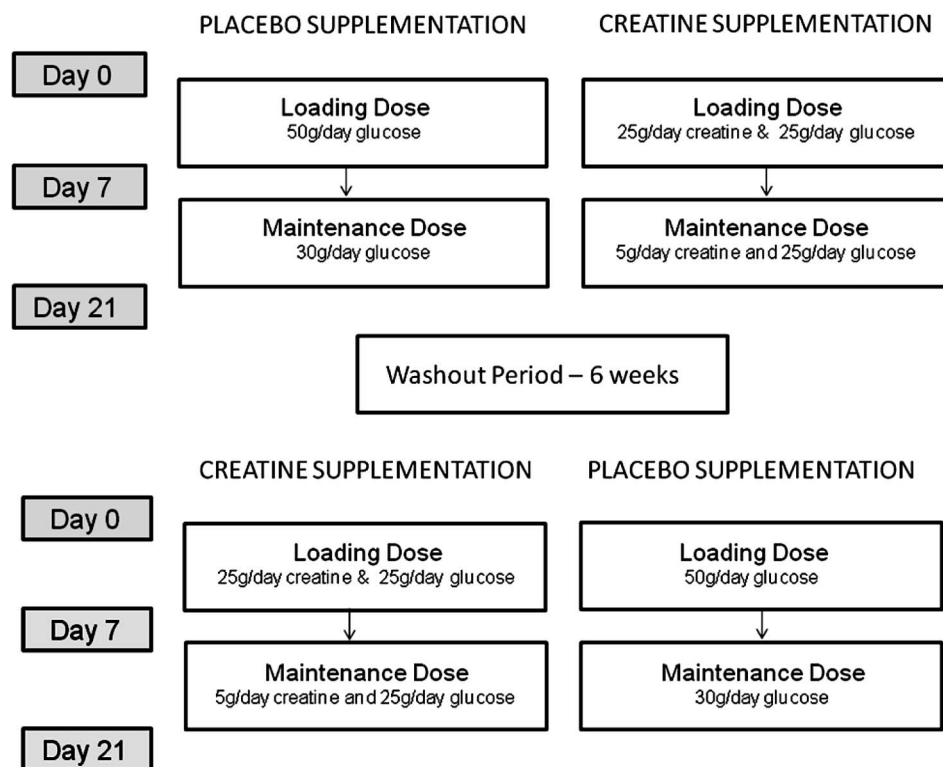 PLACEBO SUPPLEMENTATION
CREATINE SUPPLEMENTATION
Day 0
Loading Dose
50g/day glucose
Loading Dose
25g/day creatine & 25g/day glucose
Day 7
Maintenance Dose
30g/day glucose
Maintenance Dose
5g/day creatine and 25g/day glucose
Day 21
Washout Period – 6 weeks
CREATINE SUPPLEMENTATION
PLACEBO SUPPLEMENTATION
Day 0
Loading Dose
25g/day creatine & 25g/day glucose
Loading Dose
50g/day glucose
Day 7
Maintenance Dose
5g/day creatine and 25g/day glucose
Maintenance Dose
30g/day glucose
Day 21